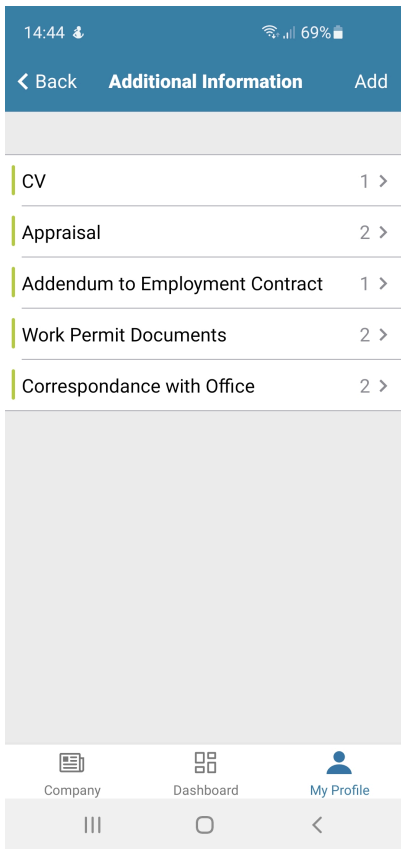 14:44 69%
Back Additional Information Add
CV 1
Appraisal 2
Addendum to Employment Contract 1
Work Permit Documents 2
Correspondance with Office 2
Company Dashboard My Profile